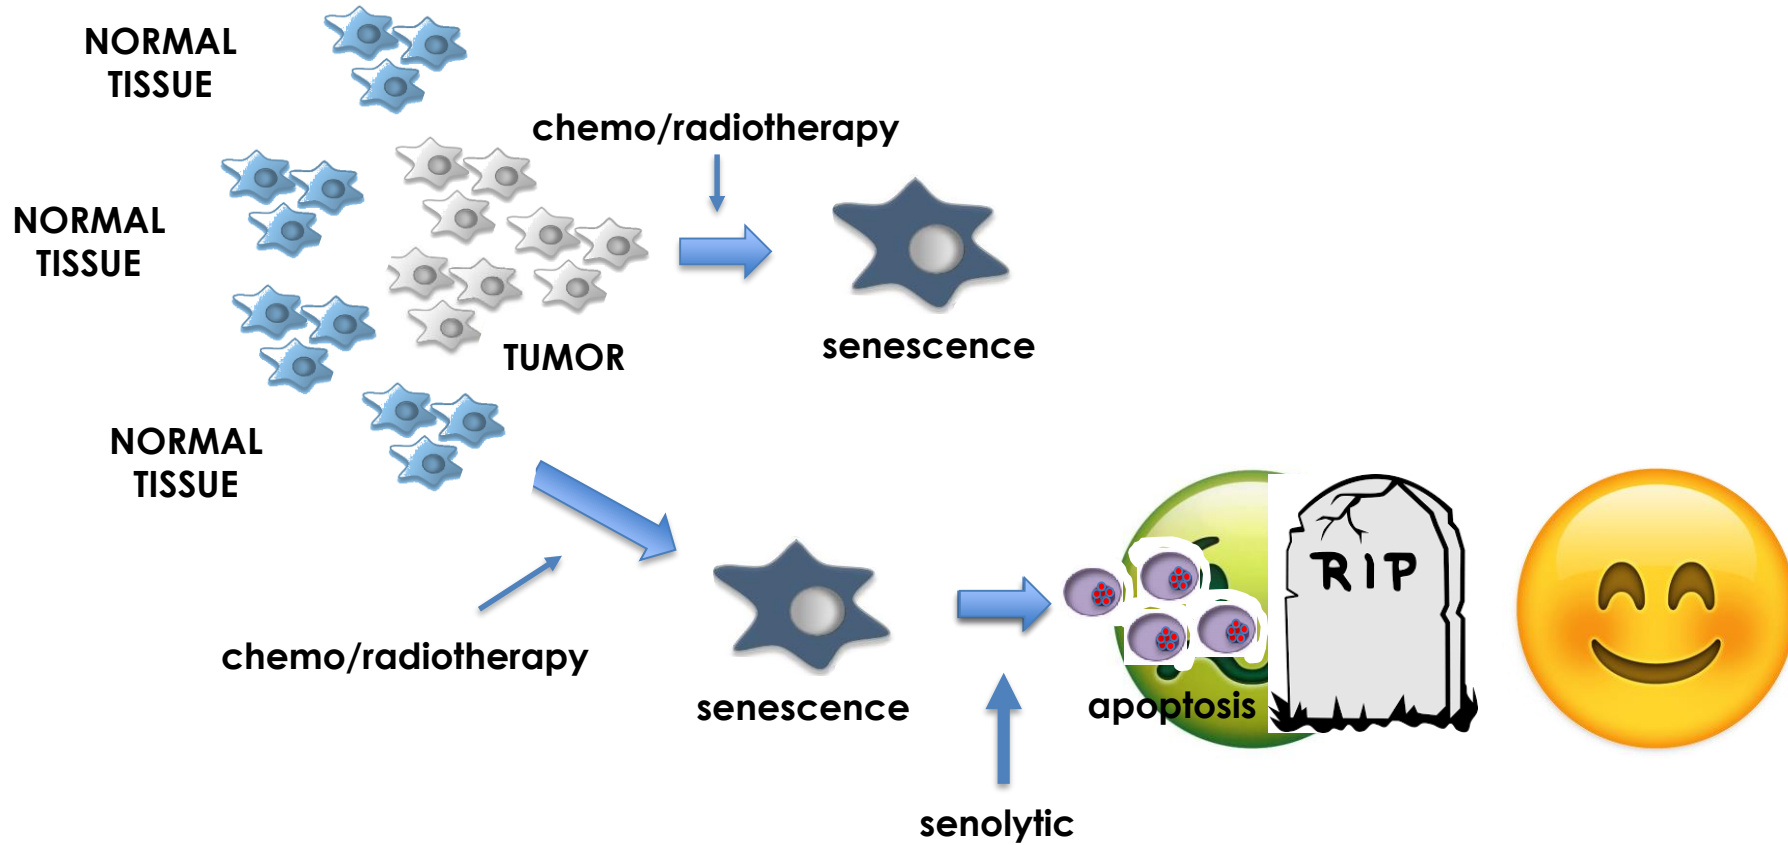 NORMAL
TISSUE
chemo/radiotherapy
NORMAL
TISSUE
senescence
TUMOR
NORMAL
TISSUE
RIP
chemo/radiotherapy
senescence
apoptosis
senolytic